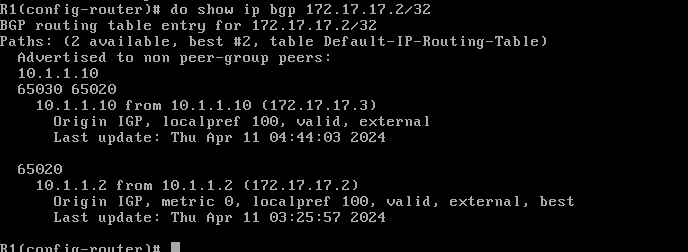 R1(config-router)# do show ip bgp 172.17.17.2/32
BGP routing table entry for 172.17.17.2/32
Paths: (2 available, best #2, table Default-IP-Routing-Table)
  Advertised to non peer-group peers:
  10.1.1.10
  65030 65020
    10.1.1.10 from 10.1.1.10 (172.17.17.3)
      Origin IGP, localpref 100, valid, external
      Last update: Thu Apr 11 04:44:03 2024

  65020
    10.1.1.2 from 10.1.1.2 (172.17.17.2)
      Origin IGP, metric 0, localpref 100, valid, external, best
      Last update: Thu Apr 11 03:25:57 2024

R1(config-router)#